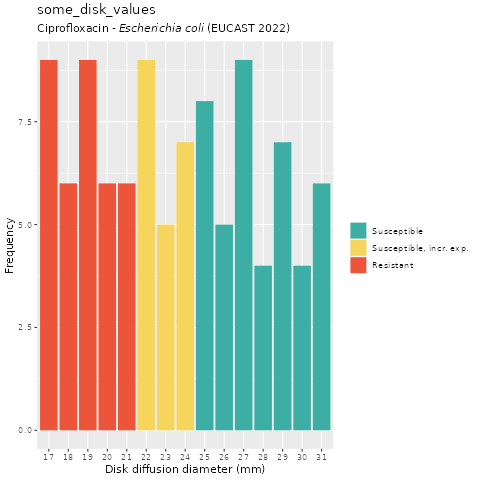 some_disk_values
Ciprofloxacin - Escherichia coli (EUCAST 2022)
Frequency
7.5
5.0
2.5
0.0
17 18 19 20 21 22 23 24 25 26 27 28 29 30 31
Disk diffusion diameter (mm)
Susceptible
Susceptible, incr. exp.
Resistant